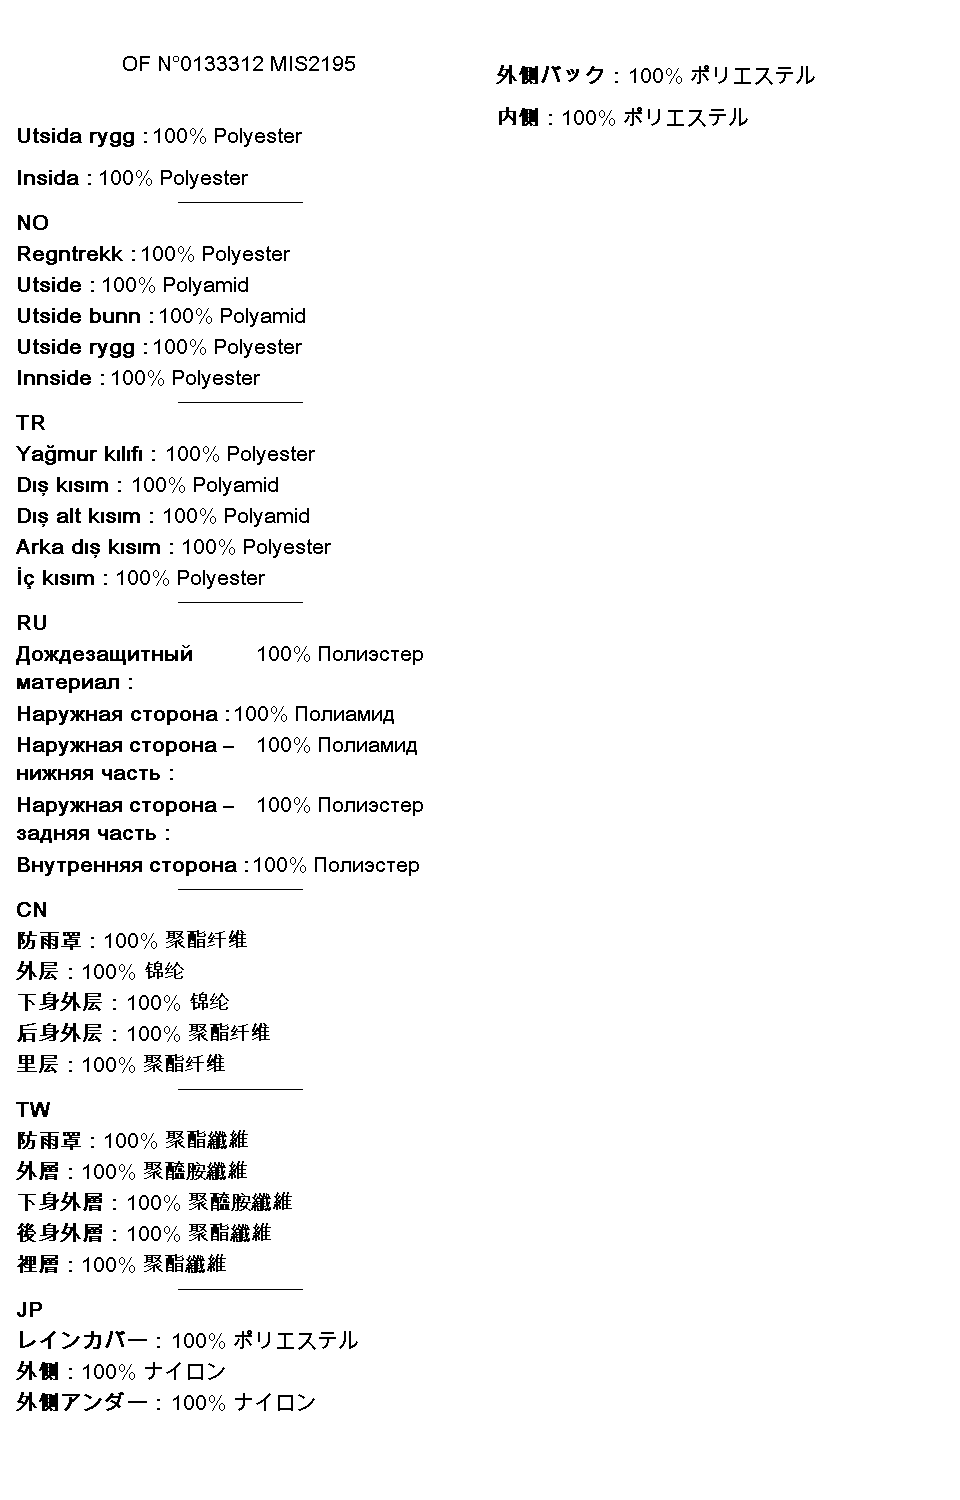 OF N°0133312 MIS2195
Utsida rygg : 100% Polyester
Insida : 100% Polyester
NO
Regntrekk : 100% Polyester
Utside : 100% Polyamid
Utside bunn : 100% Polyamid
Utside rygg : 100% Polyester
Innside : 100% Polyester
TR
Yağmur kılıfı : 100% Polyester
Dış kısım : 100% Polyamid
Dış alt kısım : 100% Polyamid
Arka dış kısım : 100% Polyester
İç kısım : 100% Polyester
RU
Дождезащитный 100% Полиэстер
материал :
Наружная сторона : 100% Полиамид
Наружная сторона – 100% Полиамид
нижняя часть :
Наружная сторона – 100% Полиэстер
задняя часть :
Внутренняя сторона : 100% Полиэстер
CN
防雨罩 : 100% 聚酯纤维
外层 : 100% 锦纶
下身外层 : 100% 锦纶
后身外层 : 100% 聚酯纤维
里层 : 100% 聚酯纤维
TW
防雨罩 : 100% 聚酯纖維
外層 : 100% 聚醯胺纖維
下身外層 : 100% 聚醯胺纖維
後身外層 : 100% 聚酯纖維
裡層 : 100% 聚酯纖維
JP
レインカバー : 100% ポリエステル
外側 : 100% ナイロン
外側アンダー : 100% ナイロン
外側バック : 100% ポリエステル
内側 : 100% ポリエステル